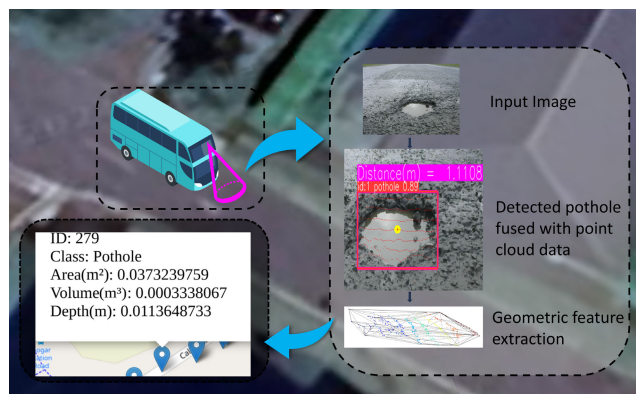 Input Image
Distance(m) = 1.1108
id:1 pothole 0.89
Detected pothole
fused with point
cloud data
Geometric feature
extraction
ID: 279
Class: Pothole
Area(m²): 0.0373239759
Volume(m³): 0.0003338067
Depth(m): 0.0113648733